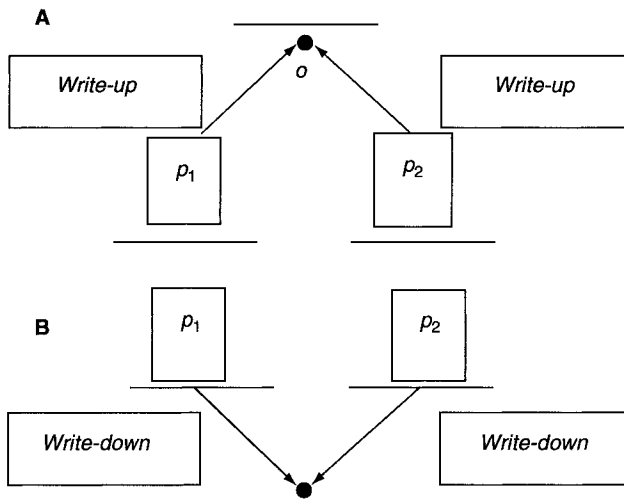 A
Write-up
Write-up
o
p₁
p₂
B
p₁
p₂
Write-down
Write-down